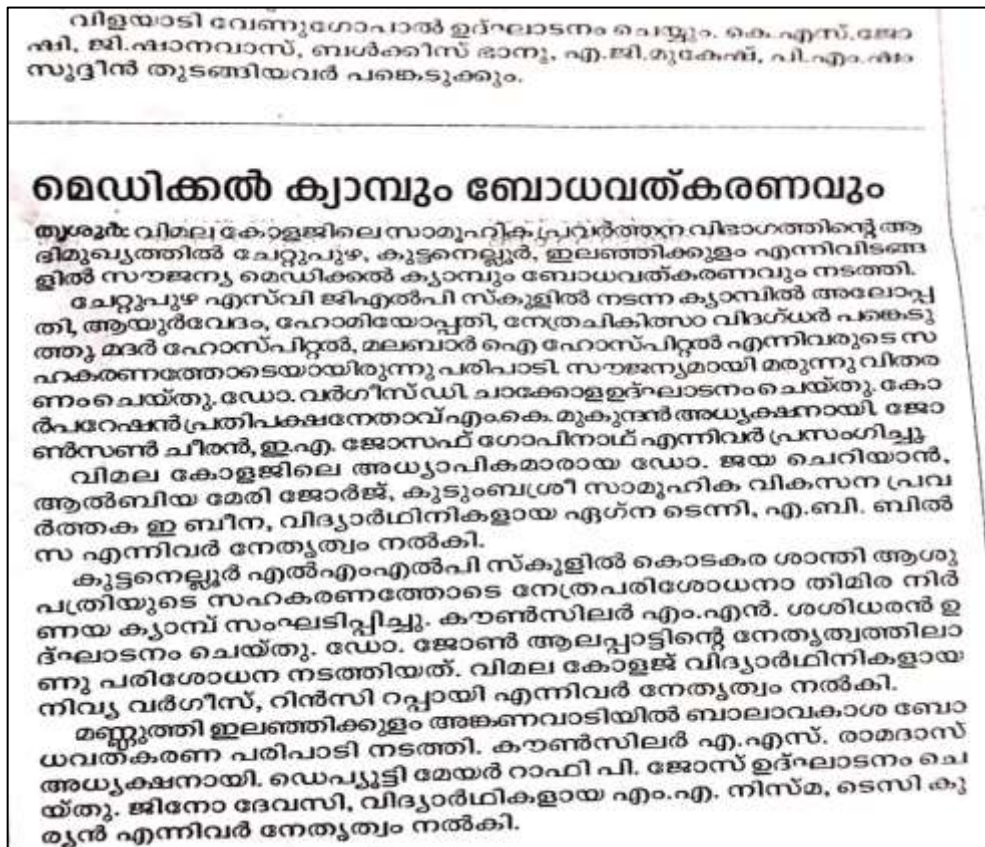 വിളയാടി വേണുഗോപാൽ ഉദ്ഘാടനം ചെയ്യും. കെ.എസ്.ജോ
ഷി, ജി.ഷാനവാസ്, ബൾക്കീസ് ഭാനു, എ.ജി.മുകേഷ്, പി.എം.ഷാം
സുദ്ദീൻ തുടങ്ങിയവർ പങ്കെടുക്കും.
മെഡിക്കൽ ക്യാമ്പും ബോധവത്കരണവും
തൃശൂർ: വിമല കോളജിലെ സാമൂഹിക പ്രവർത്തന വിഭാഗത്തിന്റെ ആ
ഭിമുഖ്യത്തിൽ ചേറ്റുപുഴ, കുട്ടനെല്ലൂർ, ഇലഞ്ഞിക്കുളം എന്നിവിടങ്ങ
ളിൽ സൗജന്യ മെഡിക്കൽ ക്യാമ്പും ബോധവത്കരണവും നടത്തി.
ചേറ്റുപുഴ എസ്‌വി ജിഎൽപി സ്കൂളിൽ നടന്ന ക്യാമ്പിൽ അലോപ്പ
തി, ആയുർവേദം, ഹോമിയോപ്പതി, നേത്രചികിത്സാ വിദഗ്ധർ പങ്കെടു
ത്തു. മദർ ഹോസ്പിറ്റൽ, മലബാർ ഐ ഹോസ്പിറ്റൽ എന്നിവരുടെ സ
ഹകരണത്തോടെയായിരുന്നു പരിപാടി. സൗജന്യമായി മരുന്നു വിതര
ണം ചെയ്തു. ഡോ. വർഗീസ് ഡി. ചാക്കോള ഉദ്ഘാടനം ചെയ്തു. കോ
ർപറേഷൻ പ്രതിപക്ഷനേതാവ് എം.കെ. മുകുന്ദൻ അധ്യക്ഷനായി. ജോ
ൺസൺ ചീരൻ, ഇ.എ. ജോസഫ് ഗോപിനാഥ് എന്നിവർ പ്രസംഗിച്ചു.
വിമല കോളജിലെ അധ്യാപികമാരായ ഡോ. ജയ ചെറിയാൻ,
ആൽബിയ മേരി ജോർജ്, കുടുംബശ്രീ സാമൂഹിക വികസന പ്രവ
ർത്തക ഇ ബീന, വിദ്യാർഥിനികളായ ഏഗ്ന ടെന്നി, എ.ബി. ബിൽ
സ എന്നിവർ നേതൃത്വം നൽകി.
കുട്ടനെല്ലൂർ എൽഎംഎൽപി സ്കൂളിൽ കൊടകര ശാന്തി ആശു
പത്രിയുടെ സഹകരണത്തോടെ നേത്രപരിശോധനാ തിമിര നിർ
ണയ ക്യാമ്പ് സംഘടിപ്പിച്ചു. കൗൺസിലർ എം.എൻ. ശശിധരൻ ഉ
ദ്ഘാടനം ചെയ്തു. ഡോ. ജോൺ ആലപ്പാട്ടിന്റെ നേതൃത്വത്തിലാ
ണു പരിശോധന നടത്തിയത്. വിമല കോളജ് വിദ്യാർഥിനികളായ
നിവ്യ വർഗീസ്, റിൻസി റപ്പായി എന്നിവർ നേതൃത്വം നൽകി.
മണ്ണുത്തി ഇലഞ്ഞിക്കുളം അങ്കണവാടിയിൽ ബാലാവകാശ ബോ
ധവത്കരണ പരിപാടി നടത്തി. കൗൺസിലർ എ.എസ്. രാമദാസ്
അധ്യക്ഷനായി. ഡെപ്യൂട്ടി മേയർ റാഫി പി. ജോസ് ഉദ്ഘാടനം ചെ
യ്തു. ജിനോ ദേവസി, വിദ്യാർഥികളായ എം.എ. നിസ്മ, ടെസി കു
ര്യൻ എന്നിവർ നേതൃത്വം നൽകി.